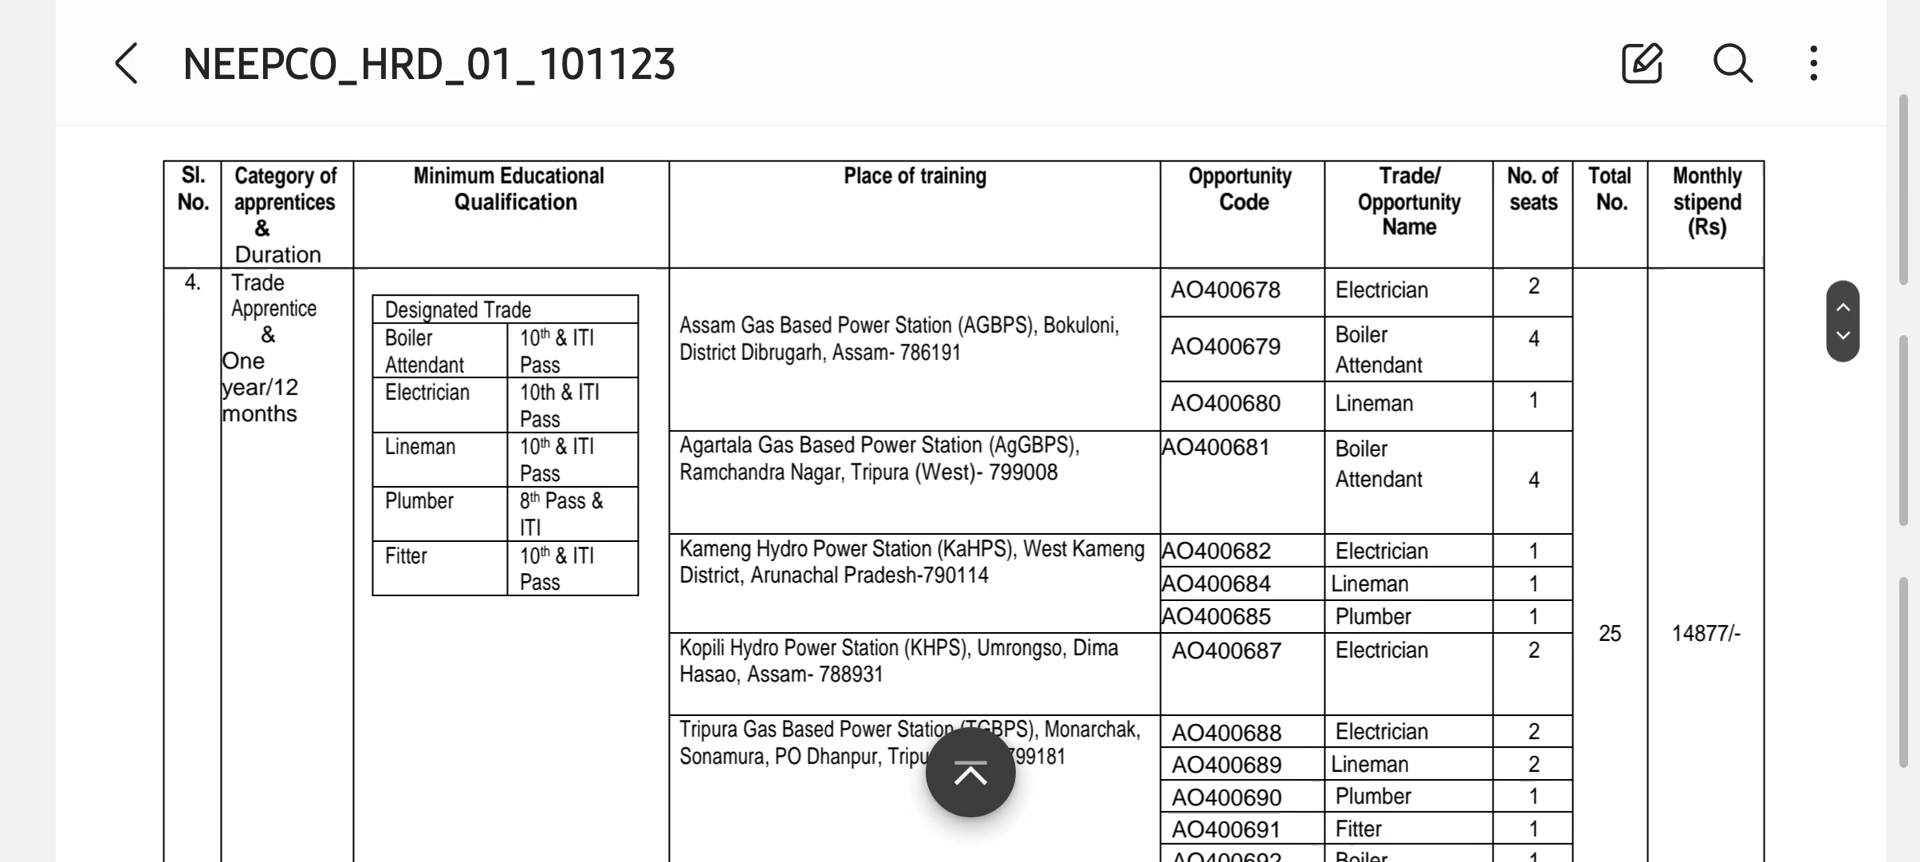 NEEPCO_HRD_01_101123
Sl. No. | Category of apprentices & Duration | Minimum Educational Qualification | Place of training | Opportunity Code | Trade/ Opportunity Name | No. of seats | Total No. | Monthly stipend (Rs)
4.
Trade
Apprentice
&
One
year/12
months
Designated Trade
Boiler Attendant | 10th & ITI Pass
Electrician | 10th & ITI Pass
Lineman | 10th & ITI Pass
Plumber | 8th Pass & ITI
Fitter | 10th & ITI Pass
Assam Gas Based Power Station (AGBPS), Bokuloni,
District Dibrugarh, Assam- 786191
AO400678 | Electrician | 2
AO400679 | Boiler Attendant | 4
AO400680 | Lineman | 1
Agartala Gas Based Power Station (AgGBPS),
Ramchandra Nagar, Tripura (West)- 799008
AO400681 | Boiler Attendant | 4
Kameng Hydro Power Station (KaHPS), West Kameng
District, Arunachal Pradesh-790114
AO400682 | Electrician | 1
AO400684 | Lineman | 1
AO400685 | Plumber | 1
25 | 14877/-
Kopili Hydro Power Station (KHPS), Umrongso, Dima
Hasao, Assam- 788931
AO400687 | Electrician | 2
Tripura Gas Based Power Station (TGBPS), Monarchak,
Sonamura, PO Dhanpur, 799181
AO400688 | Electrician | 2
AO400689 | Lineman | 2
AO400690 | Plumber | 1
AO400691 | Fitter | 1
AO400692 | Boiler | 1